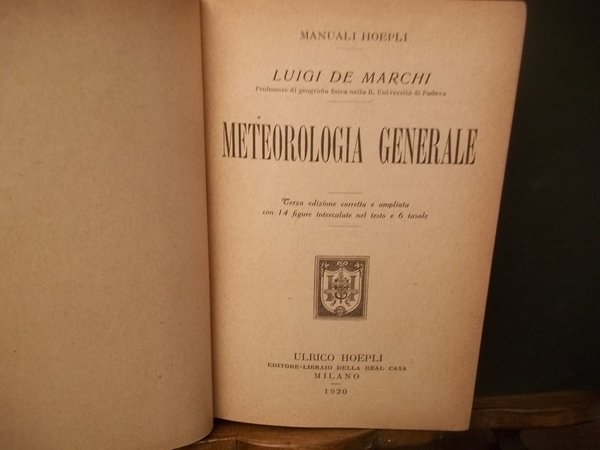 MANUALI HOEPLI
LUIGI DE MARCHI
Professore di geografia fisica nella R. Università di Padova
METEOROLOGIA GENERALE
Terza edizione corretta e ampliata
con 14 figure intercalate nel testo e 6 tavole
ULRICO HOEPLI
EDITORE-LIBRAIO DELLA REAL CASA
MILANO
1920